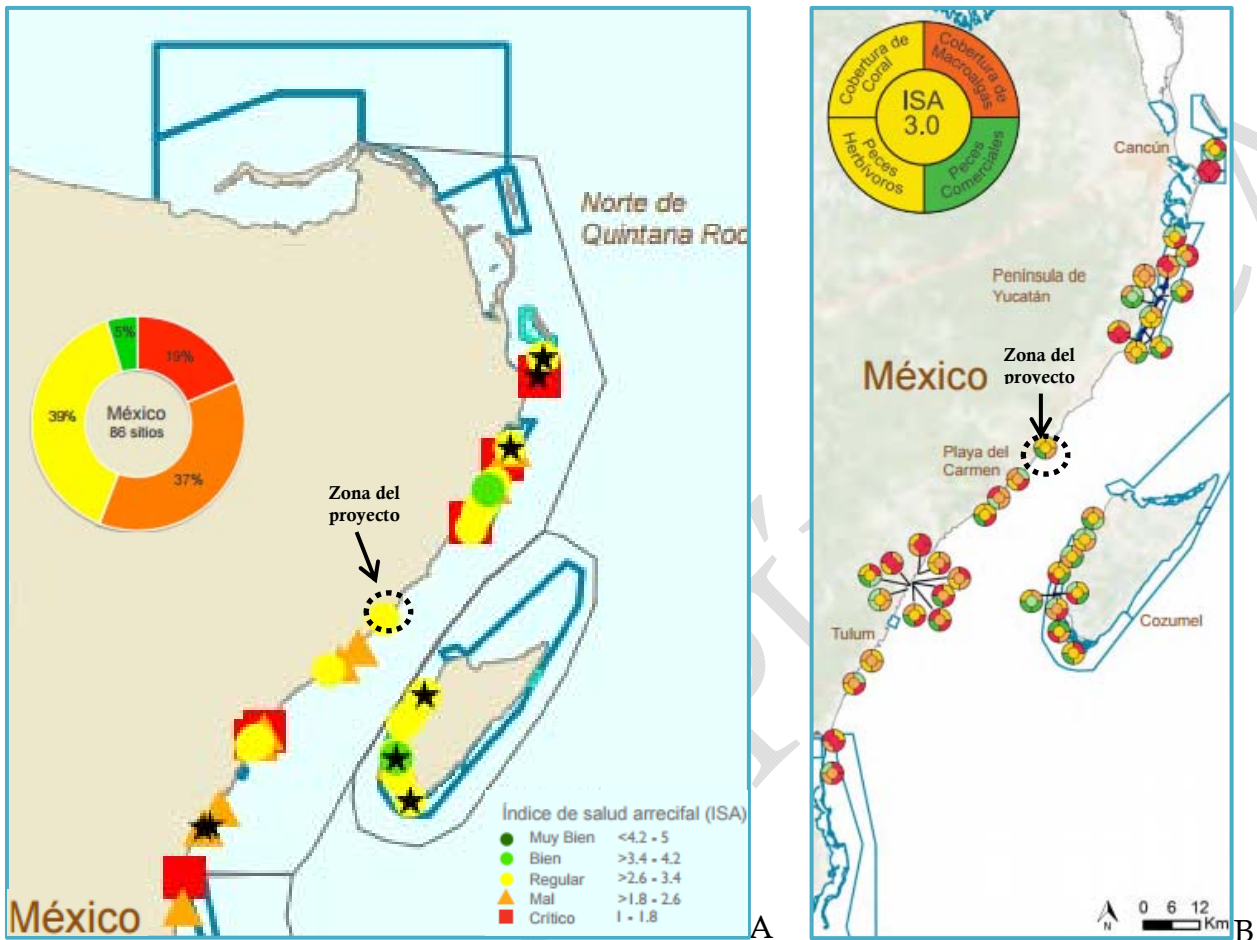 Norte de
Quintana Roo
5%
19%
39%
37%
México
86 sitios
Zona del
proyecto
Índice de salud arrecifal (ISA)
Muy Bien <4.2 - 5
Bien >3.4 - 4.2
Regular >2.6 - 3.4
Mal >1.8 - 2.6
Crítico 1 - 1.8
México
A
Cobertura de
Coral
Cobertura de
Macroalgas
ISA
3.0
Peces
Herbívoros
Peces
Comerciales
Cancún
Península de
Yucatán
México
Zona del
proyecto
Playa del
Carmen
Tulum
Cozumel
N
0 6 12
Km
B